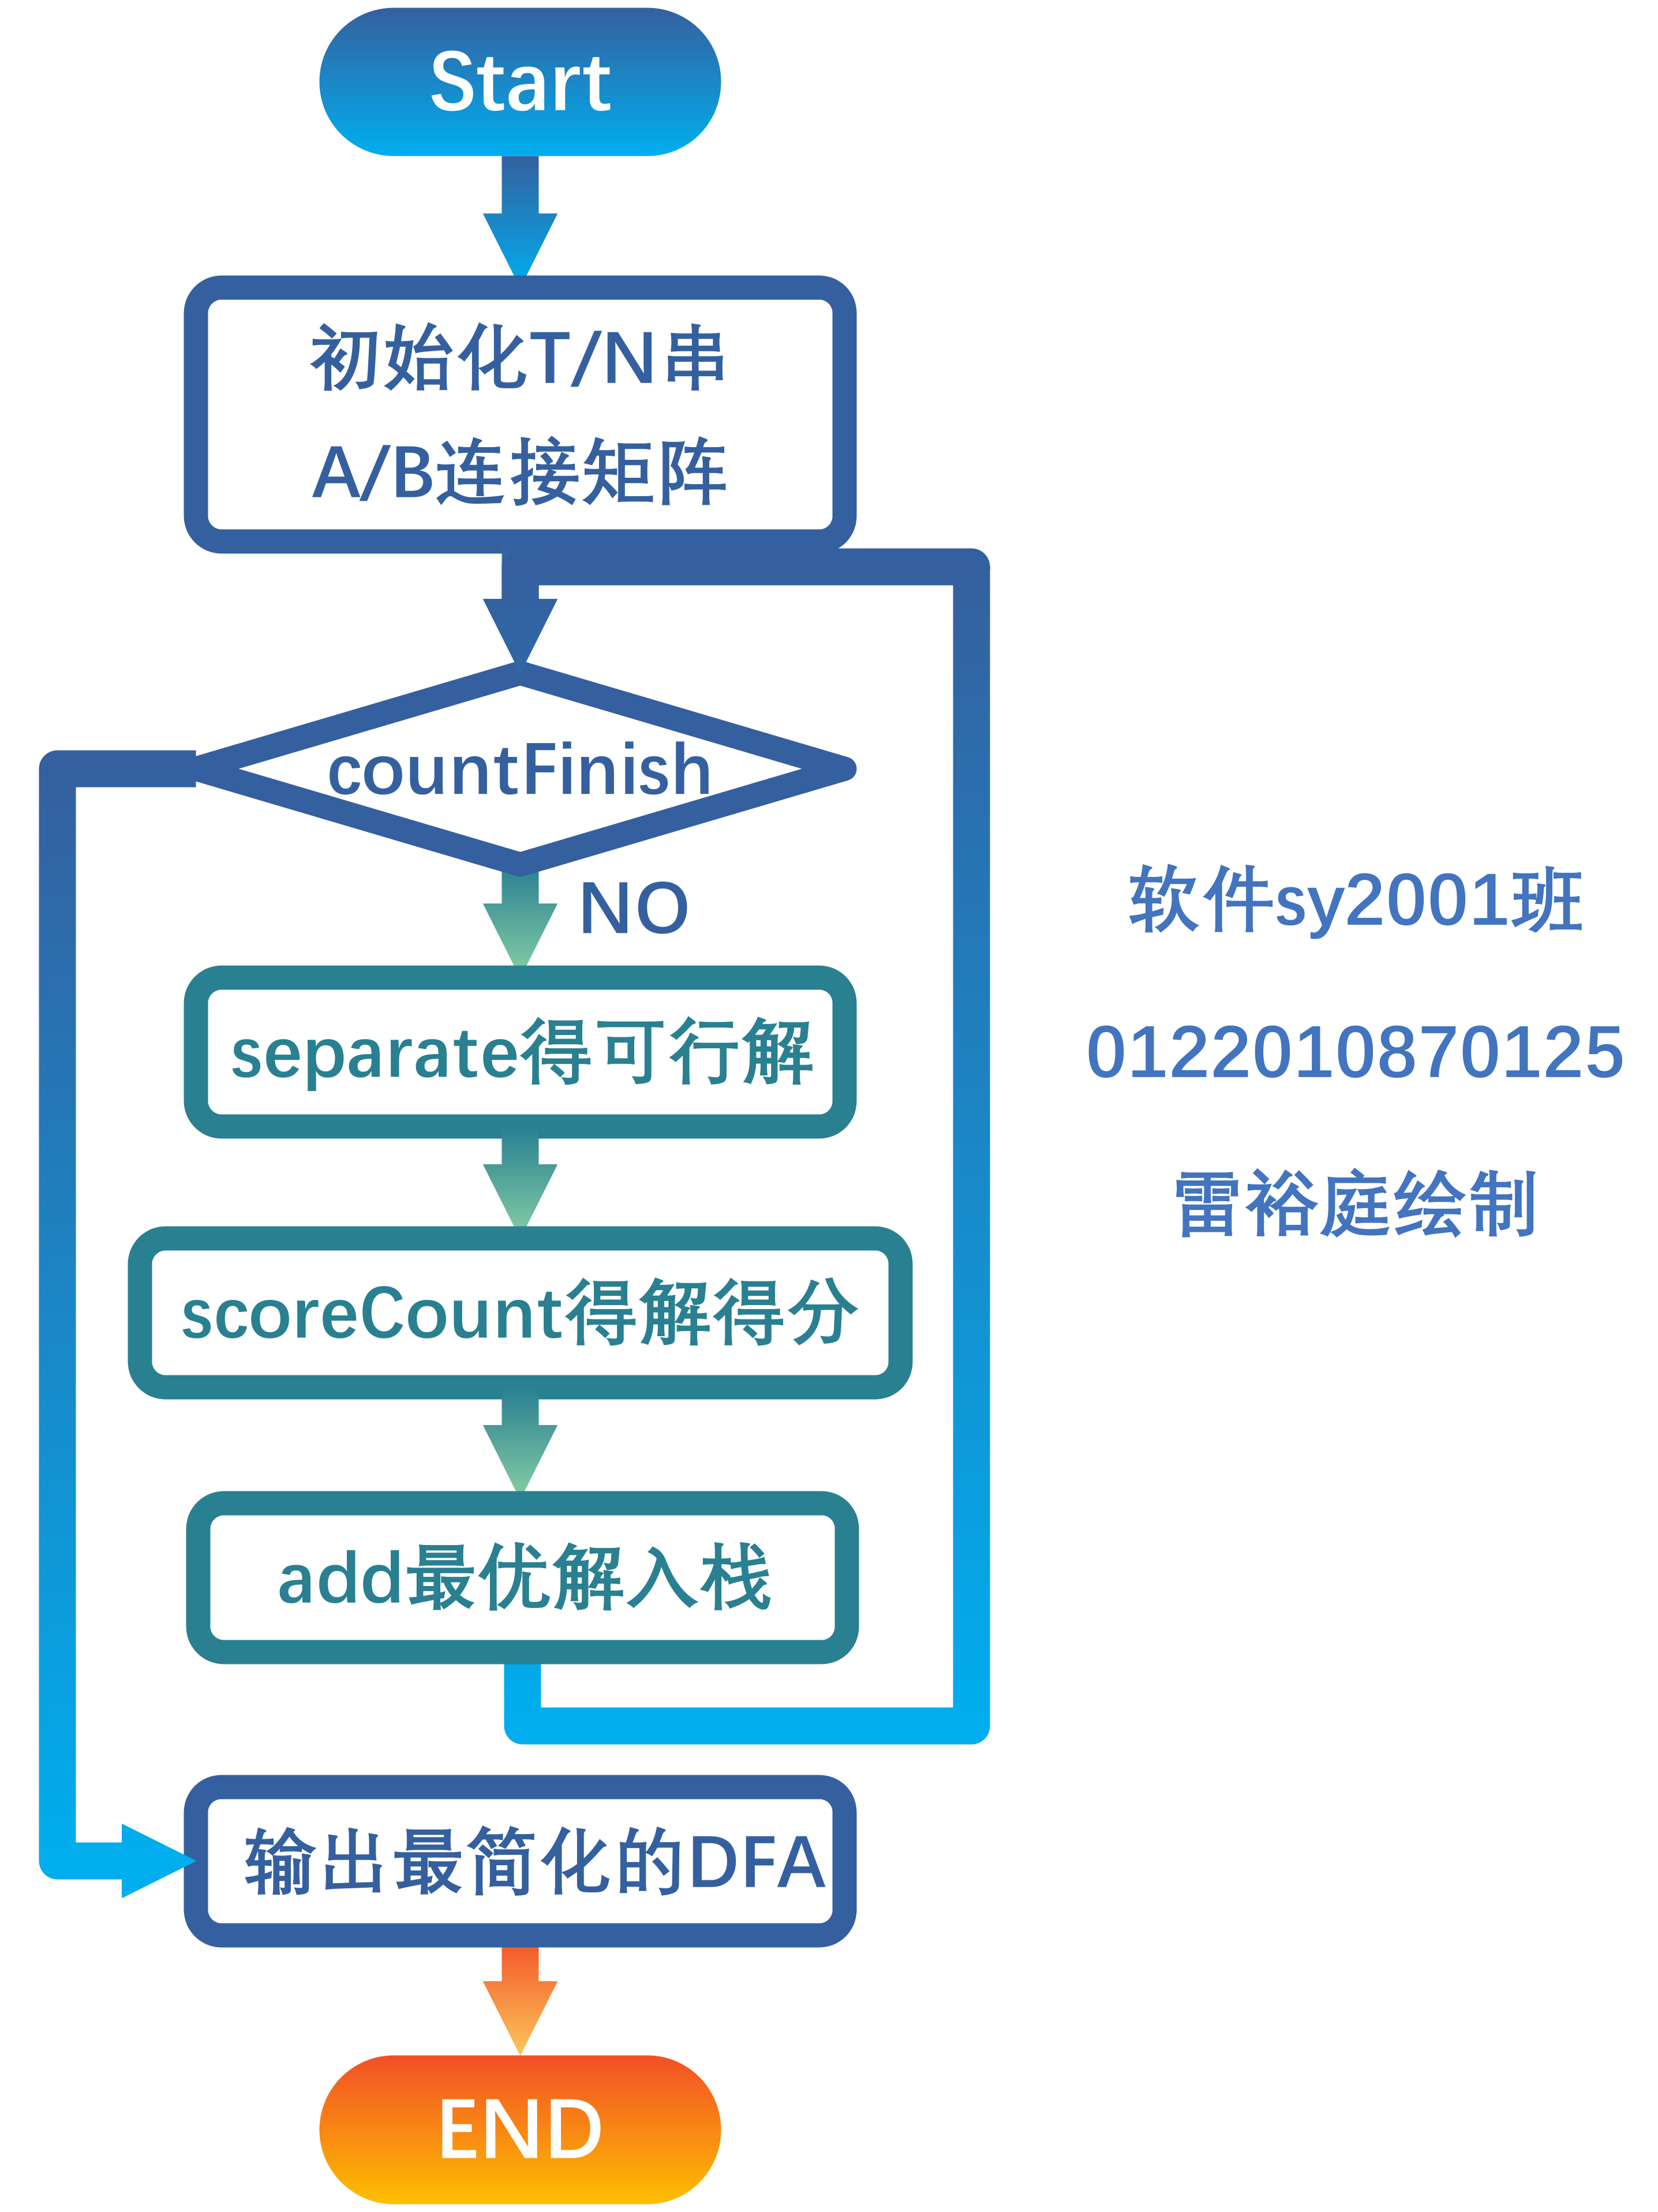 Start
初始化T/N串
A/B连接矩阵
countFinish
NO
separate得可行解
scoreCount得解得分
add最优解入栈
输出最简化的DFA
END
软件sy2001班
0122010870125
雷裕庭绘制